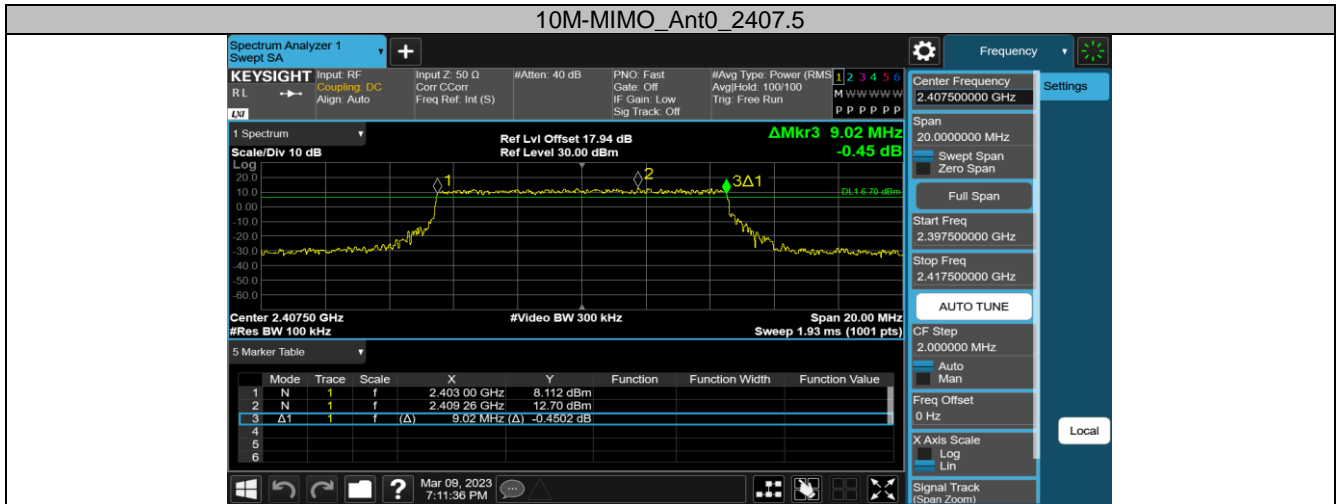 10M-MIMO_Ant0_2407.5
Spectrum Analyzer 1
Swept SA
+
Frequency
KEYSIGHT
RL
LXI
Input: RF
Coupling: DC
Align: Auto
Input Z: 50 Ω
Corr CCorr
Freq Ref: Int (S)
#Atten: 40 dB
PNO: Fast
Gate: Off
IF Gain: Low
Sig Track: Off
#Avg Type: Power (RMS
Avg|Hold: 100/100
Trig: Free Run
1 2 3 4 5 6
M W W W W W
P P P P P P
1 Spectrum
Scale/Div 10 dB
Ref Lvl Offset 17.94 dB
Ref Level 30.00 dBm
ΔMkr3 9.02 MHz
-0.45 dB
Log
20.0
10.0
0.00
-10.0
-20.0
-30.0
-40.0
-50.0
-60.0
1
2
3Δ1
DL1 6.70 dBm
Center 2.40750 GHz
#Res BW 100 kHz
#Video BW 300 kHz
Span 20.00 MHz
Sweep 1.93 ms (1001 pts)
5 Marker Table
Mode Trace Scale X Y Function Function Width Function Value
1 N 1 f 2.403 00 GHz 8.112 dBm
2 N 1 f 2.409 26 GHz 12.70 dBm
3 Δ1 1 f (Δ) 9.02 MHz (Δ) -0.4502 dB
4
5
6
?
Mar 09, 2023
7:11:36 PM
Center Frequency
2.407500000 GHz
Settings
Span
20.0000000 MHz
Swept Span
Zero Span
Full Span
Start Freq
2.397500000 GHz
Stop Freq
2.417500000 GHz
AUTO TUNE
CF Step
2.000000 MHz
Auto
Man
Freq Offset
0 Hz
X Axis Scale
Log
Lin
Local
Signal Track
(Span Zoom)